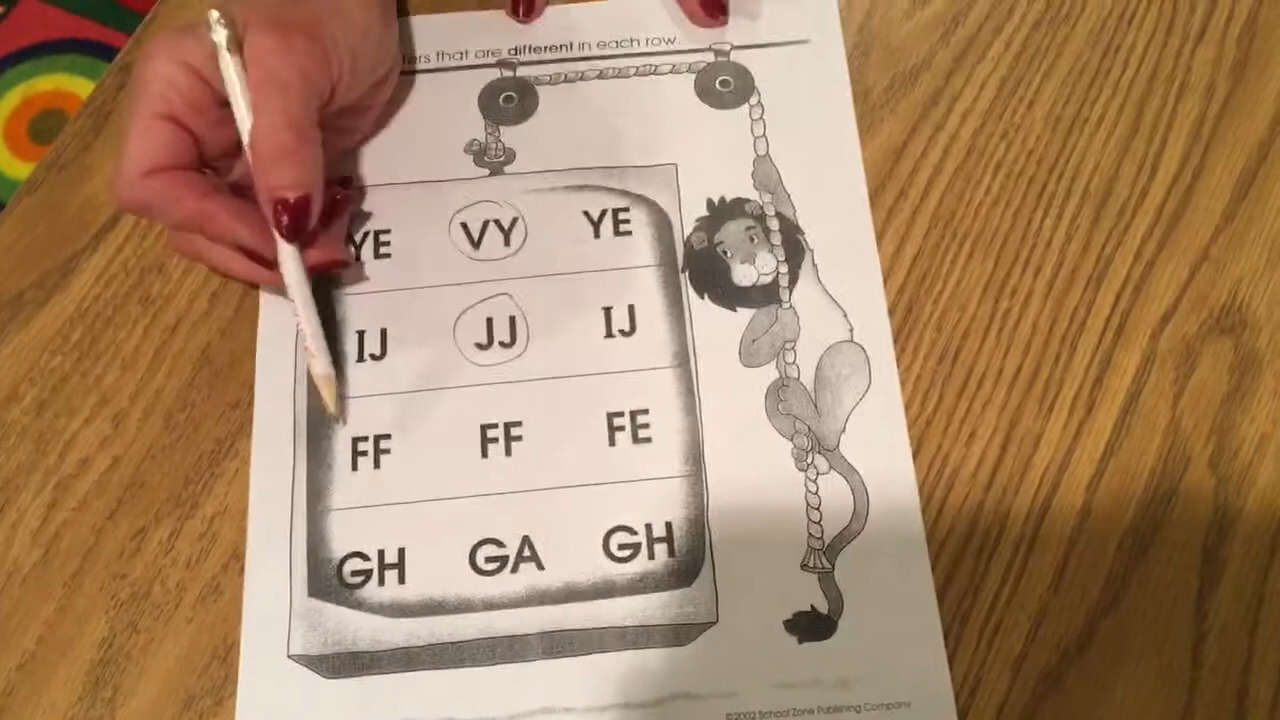 that are different in each row.
YE VY YE
IJ JJ IJ
FF FF FE
GH GA GH
©2002 School Zone Publishing Company